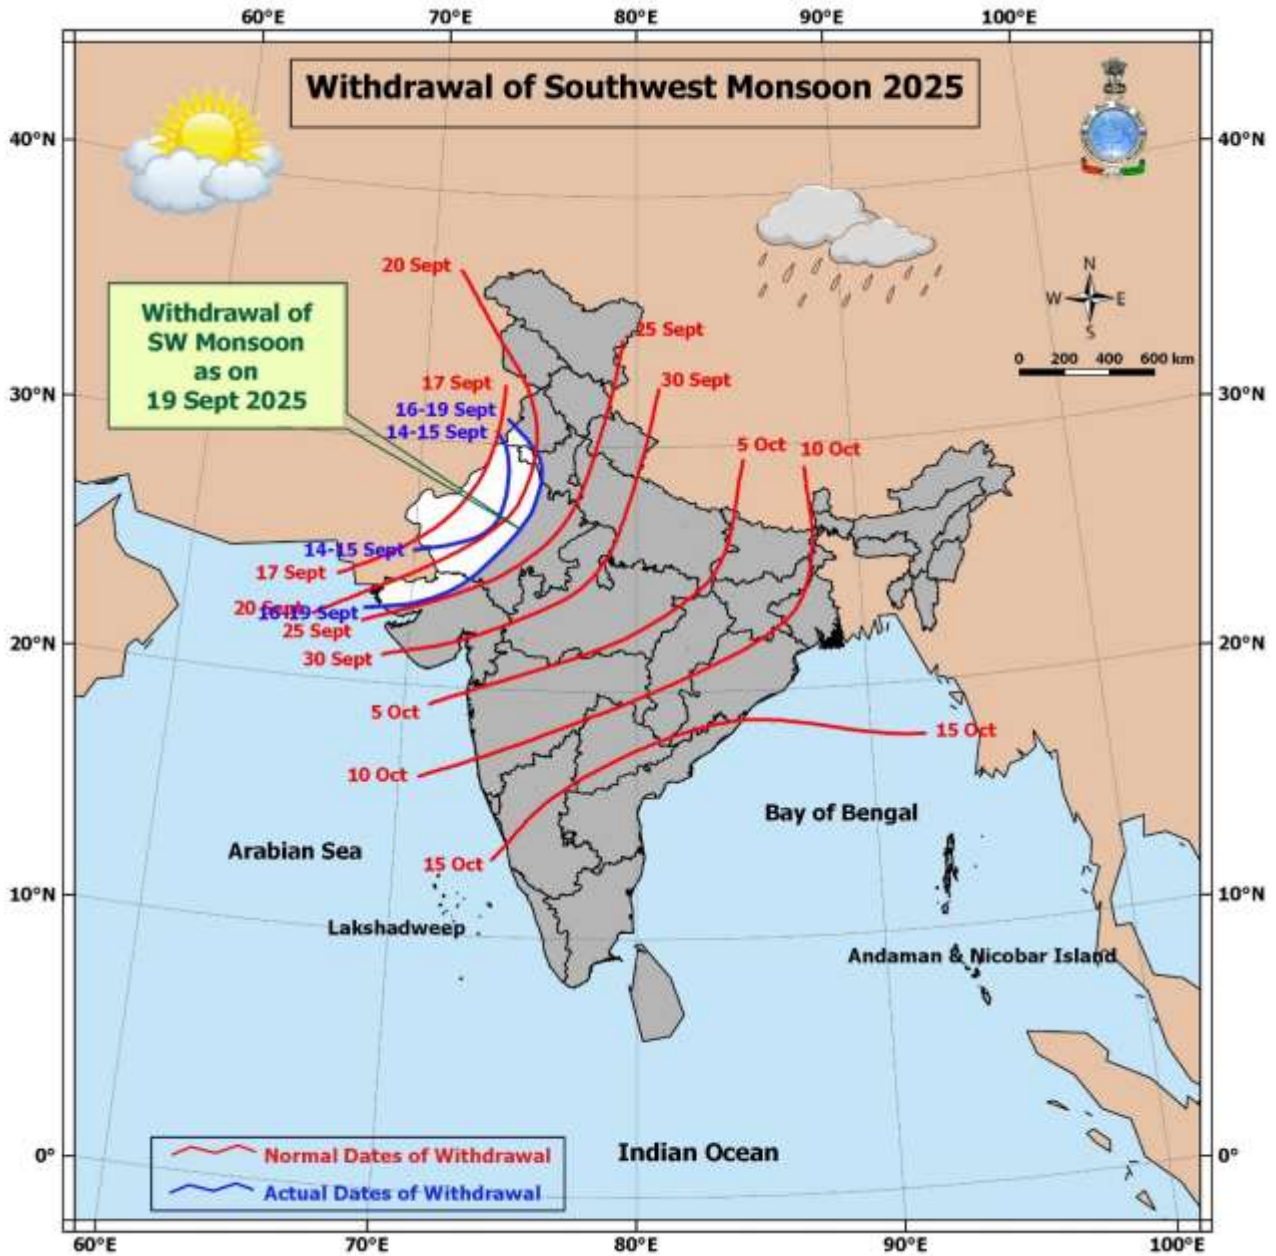 60°E 70°E 80°E 90°E 100°E
Withdrawal of Southwest Monsoon 2025
40°N 40°N
20 Sept
N
W E
S
Withdrawal of
SW Monsoon
as on
19 Sept 2025
25 Sept
0 200 400 600 km
17 Sept
30 Sept
30°N 30°N
16-19 Sept
14-15 Sept
5 Oct 10 Oct
14-15 Sept
17 Sept
20 Sept
16-19 Sept
25 Sept
20°N 20°N
30 Sept
5 Oct
15 Oct
10 Oct
Bay of Bengal
Arabian Sea
15 Oct
10°N 10°N
Lakshadweep
Andaman & Nicobar Island
Indian Ocean
0° 0°
Normal Dates of Withdrawal
Actual Dates of Withdrawal
60°E 70°E 80°E 90°E 100°E